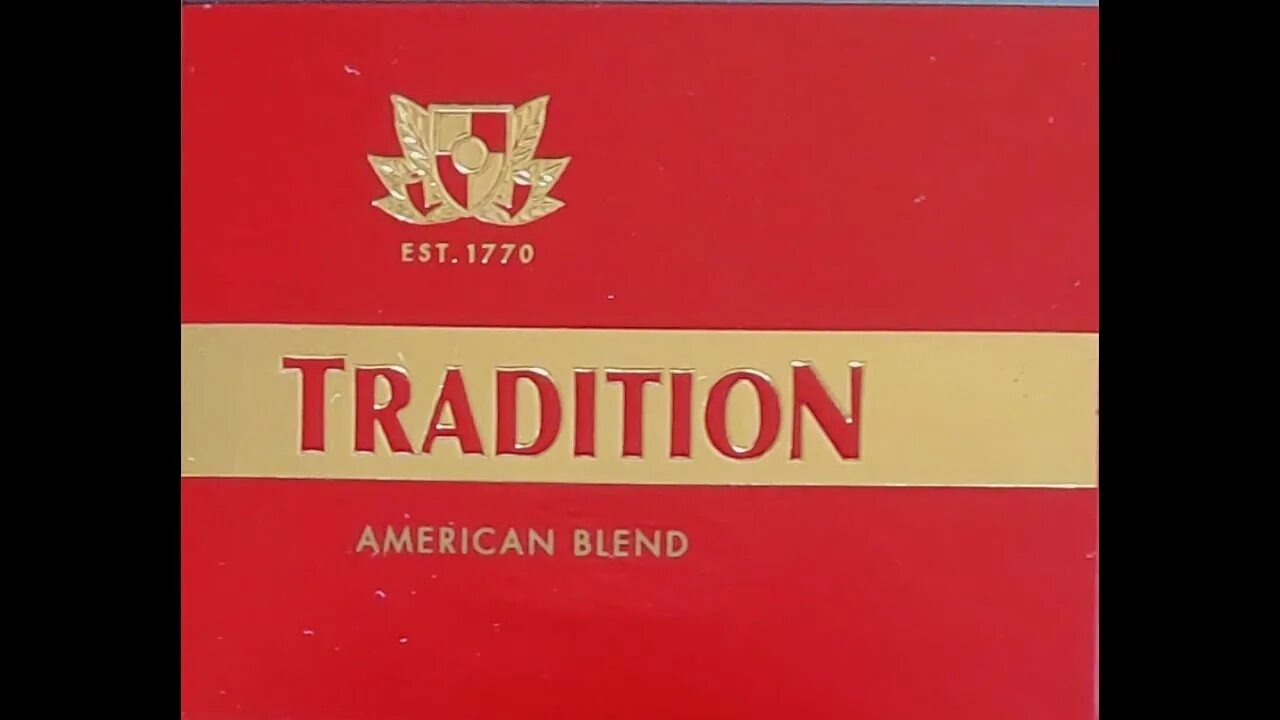 EST. 1770
TRADITION
AMERICAN BLEND